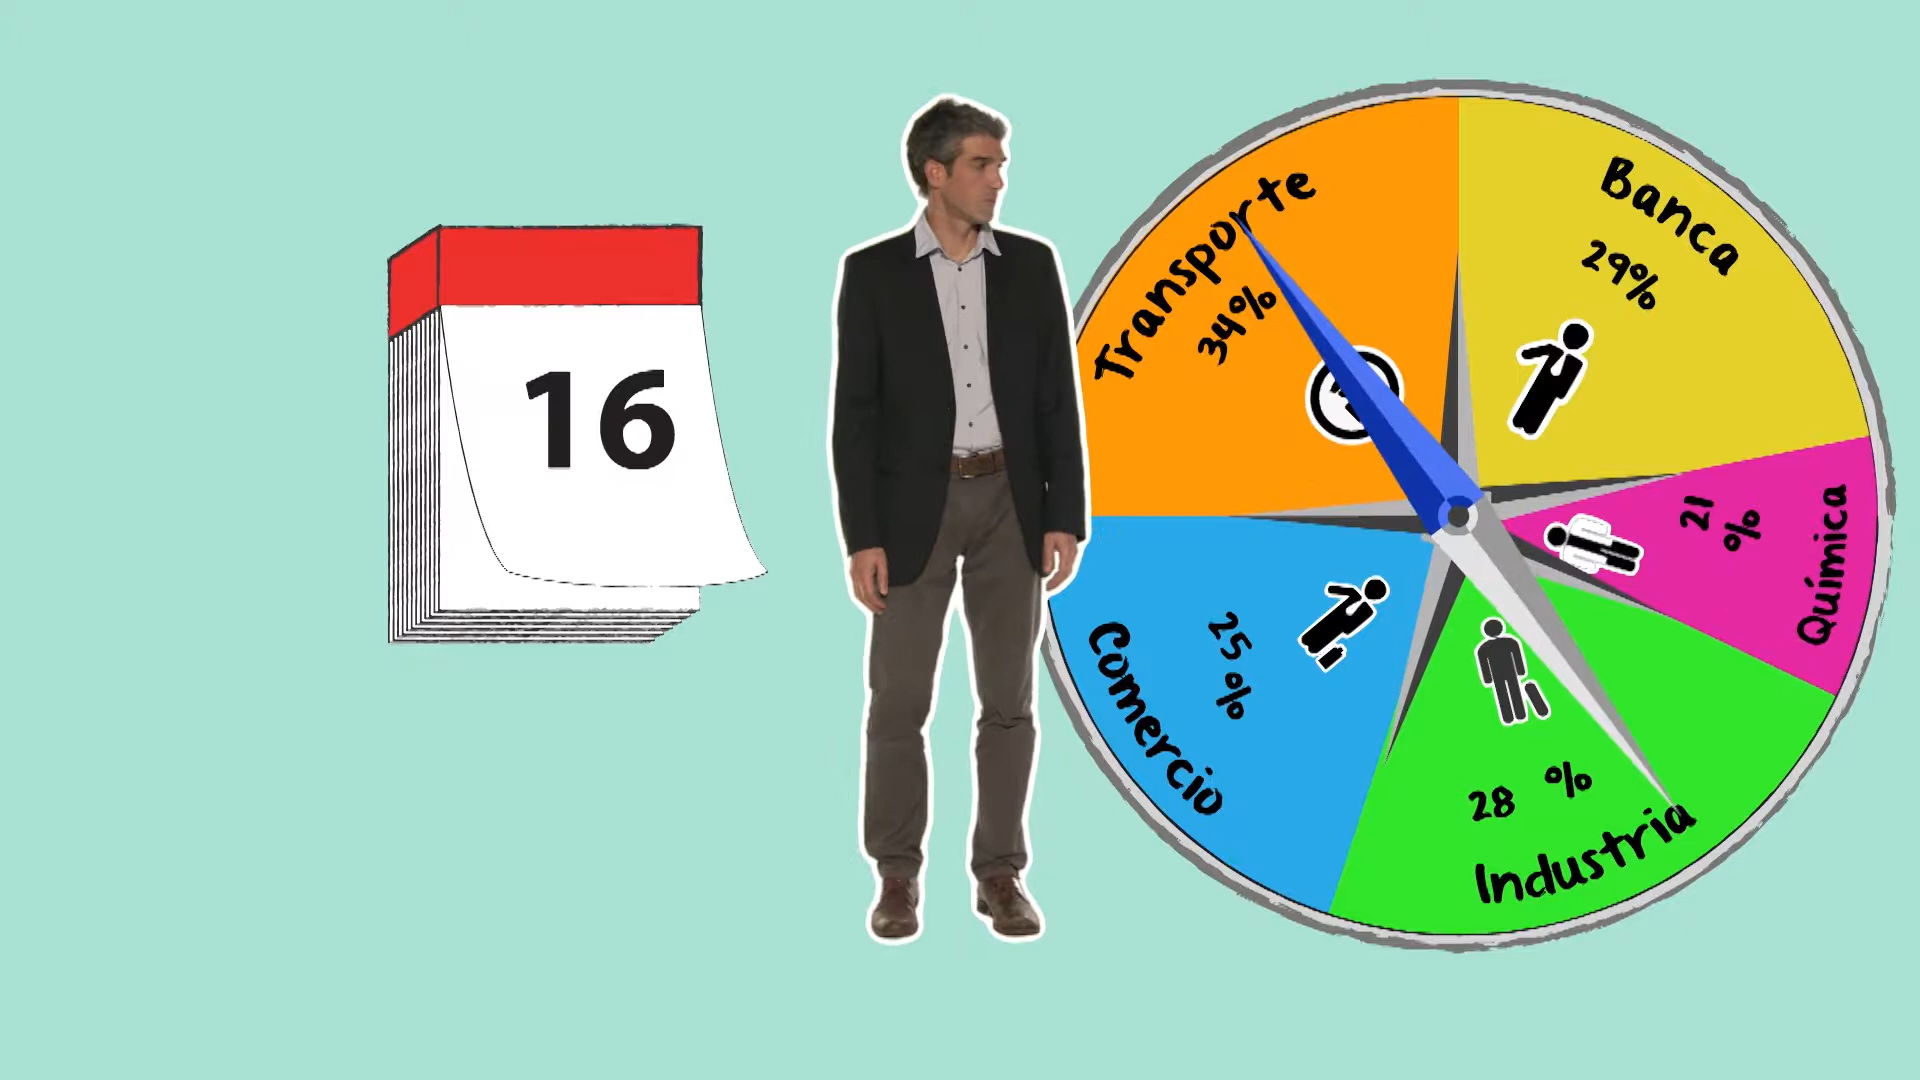 16
Transporte
34%
Banca
29%
Química
21
%
Comercio
25
%
28 %
Industria